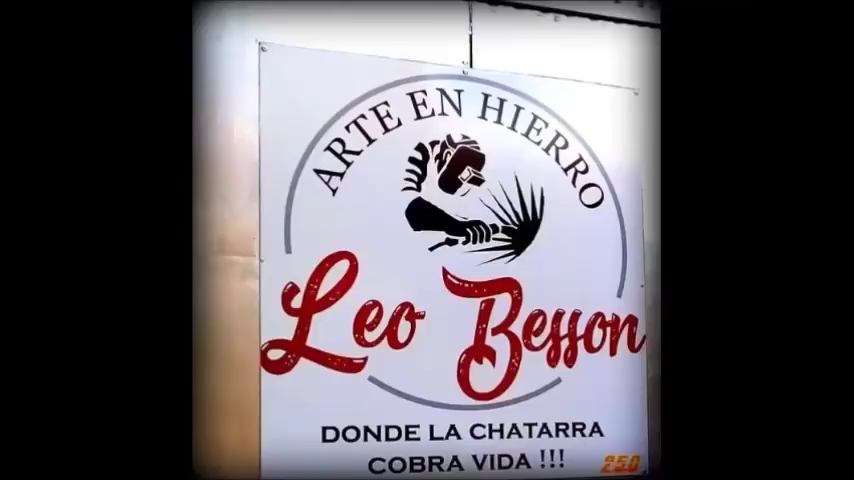 ARTE EN HIERRO
Leo Besson
DONDE LA CHATARRA
COBRA VIDA !!!
250